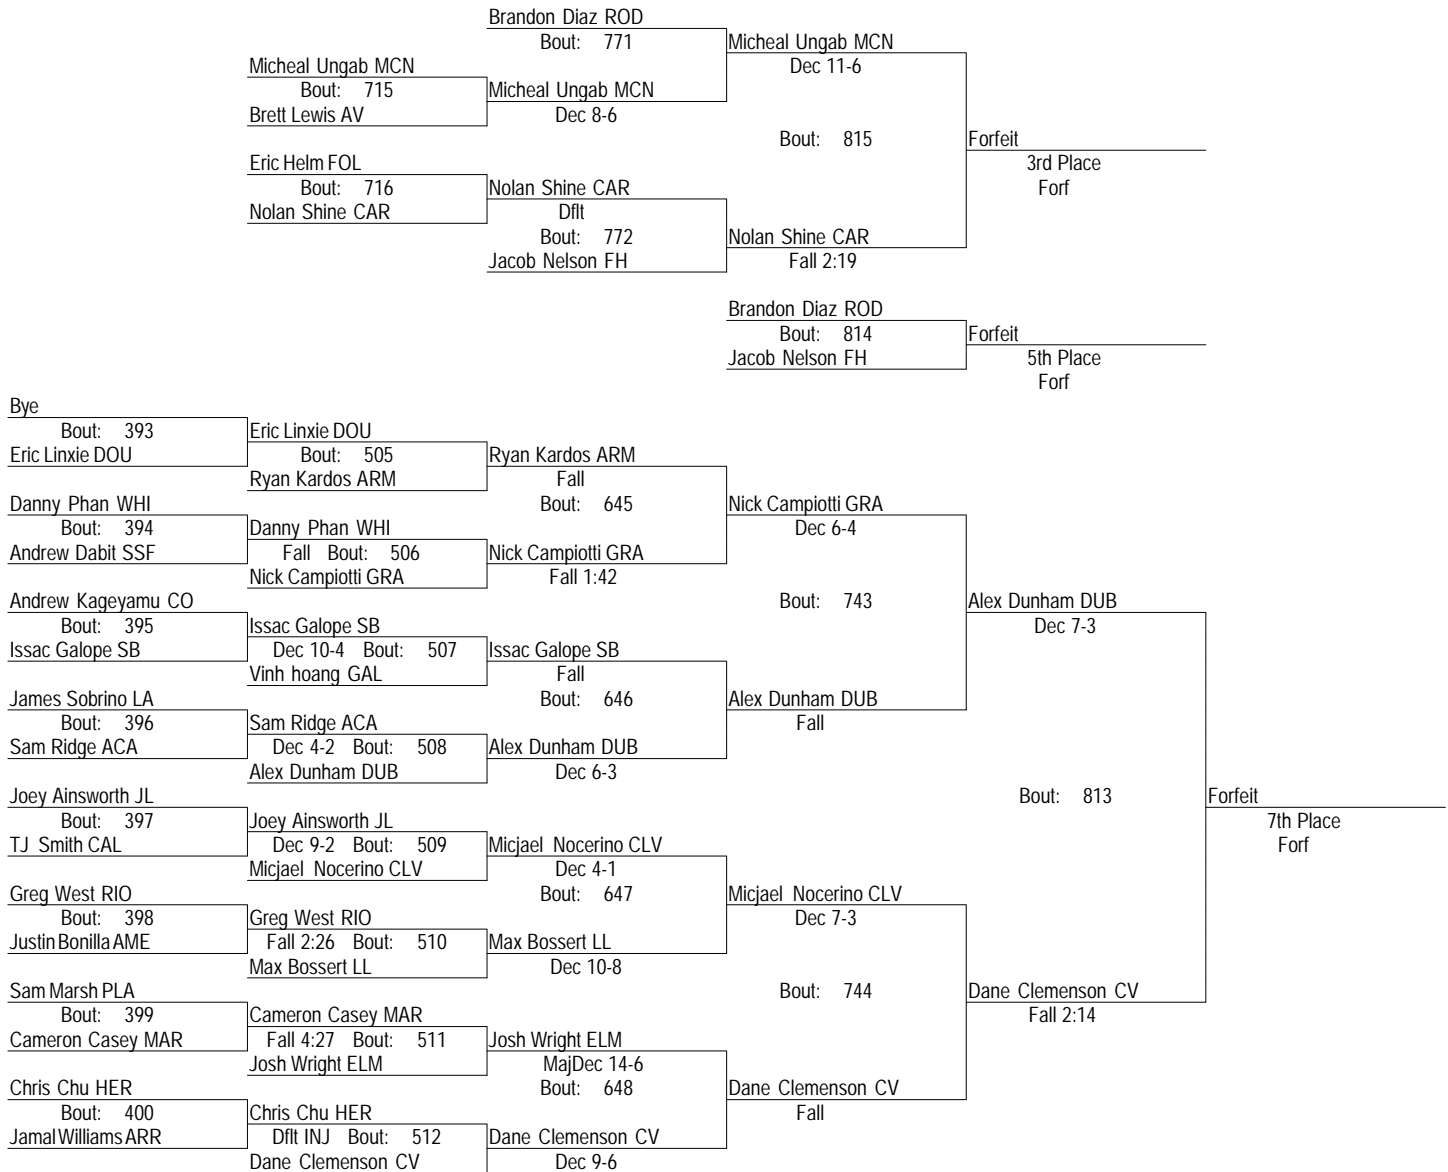 Brandon Diaz ROD
Bout: 771 Micheal Ungab MCN
Micheal Ungab MCN Dec 11-6
Bout: 715 Micheal Ungab MCN
Brett Lewis AV Dec 8-6
Bout: 815 Forfeit
Eric Helm FOL 3rd Place
Bout: 716 Nolan Shine CAR Forf
Nolan Shine CAR Dflt
Bout: 772 Nolan Shine CAR
Jacob Nelson FH Fall 2:19
Brandon Diaz ROD
Bout: 814 Forfeit
Jacob Nelson FH 5th Place
Forf
Bye
Bout: 393 Eric Linxie DOU
Eric Linxie DOU Bout: 505 Ryan Kardos ARM
Ryan Kardos ARM Fall
Danny Phan WHI Bout: 645 Nick Campiotti GRA
Bout: 394 Danny Phan WHI Dec 6-4
Andrew Dabit SSF Fall Bout: 506 Nick Campiotti GRA
Nick Campiotti GRA Fall 1:42
Andrew Kageyamu CO Bout: 743 Alex Dunham DUB
Bout: 395 Issac Galope SB Dec 7-3
Issac Galope SB Dec 10-4 Bout: 507 Issac Galope SB
Vinh hoang GAL Fall
James Sobrino LA Bout: 646 Alex Dunham DUB
Bout: 396 Sam Ridge ACA Fall
Sam Ridge ACA Dec 4-2 Bout: 508 Alex Dunham DUB
Alex Dunham DUB Dec 6-3
Joey Ainsworth JL Bout: 813 Forfeit
Bout: 397 Joey Ainsworth JL 7th Place
TJ Smith CAL Dec 9-2 Bout: 509 Micjael Nocerino CLV Forf
Micjael Nocerino CLV Dec 4-1
Greg West RIO Bout: 647 Micjael Nocerino CLV
Bout: 398 Greg West RIO Dec 7-3
Justin Bonilla AME Fall 2:26 Bout: 510 Max Bossert LL
Max Bossert LL Dec 10-8
Sam Marsh PLA Bout: 744 Dane Clemenson CV
Bout: 399 Cameron Casey MAR Fall 2:14
Cameron Casey MAR Fall 4:27 Bout: 511 Josh Wright ELM
Josh Wright ELM MajDec 14-6
Chris Chu HER Bout: 648 Dane Clemenson CV
Bout: 400 Chris Chu HER Fall
Jamal Williams ARR Dflt INJ Bout: 512 Dane Clemenson CV
Dane Clemenson CV Dec 9-6